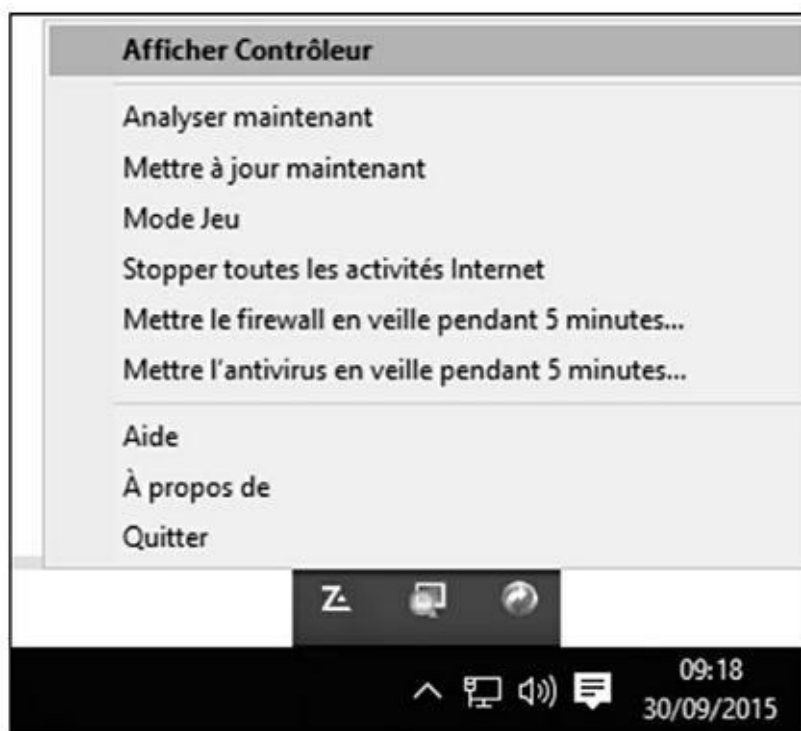 Afficher Contrôleur
Analyser maintenant
Mettre à jour maintenant
Mode Jeu
Stopper toutes les activités Internet
Mettre le firewall en veille pendant 5 minutes...
Mettre l'antivirus en veille pendant 5 minutes...
Aide
À propos de
Quitter
Z
09:18
30/09/2015